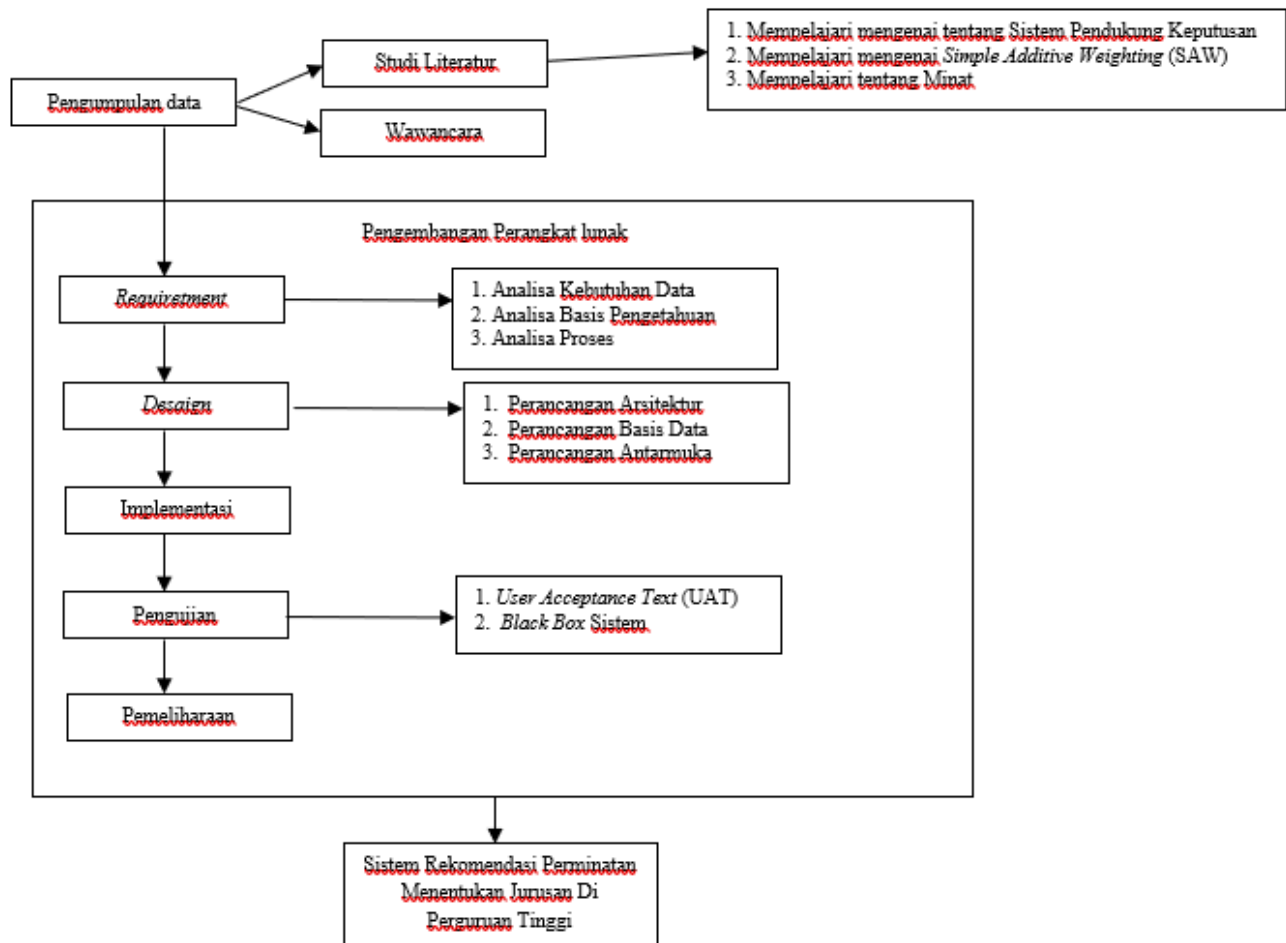 Pengumpulan data
Studi Literatur
Wawancara
1. Mempelajari mengenai tentang Sistem Pendukung Keputusan
2. Mempelajari mengenai Simple Additive Weighting (SAW)
3. Mempelajari tentang Minat
Pengembangan Perangkat lunak
Requiretment
1. Analisa Kebutuhan Data
2. Analisa Basis Pengetahuan
3. Analisa Proses
Desaign
1. Perancangan Arsitektur
2. Perancangan Basis Data
3. Perancangan Antarmuka
Implementasi
Pengujian
1. User Acceptance Text (UAT)
2. Black Box Sistem
Pemeliharaan
Sistem Rekomendasi Perminatan
Menentukan Jurusan Di
Perguruan Tinggi